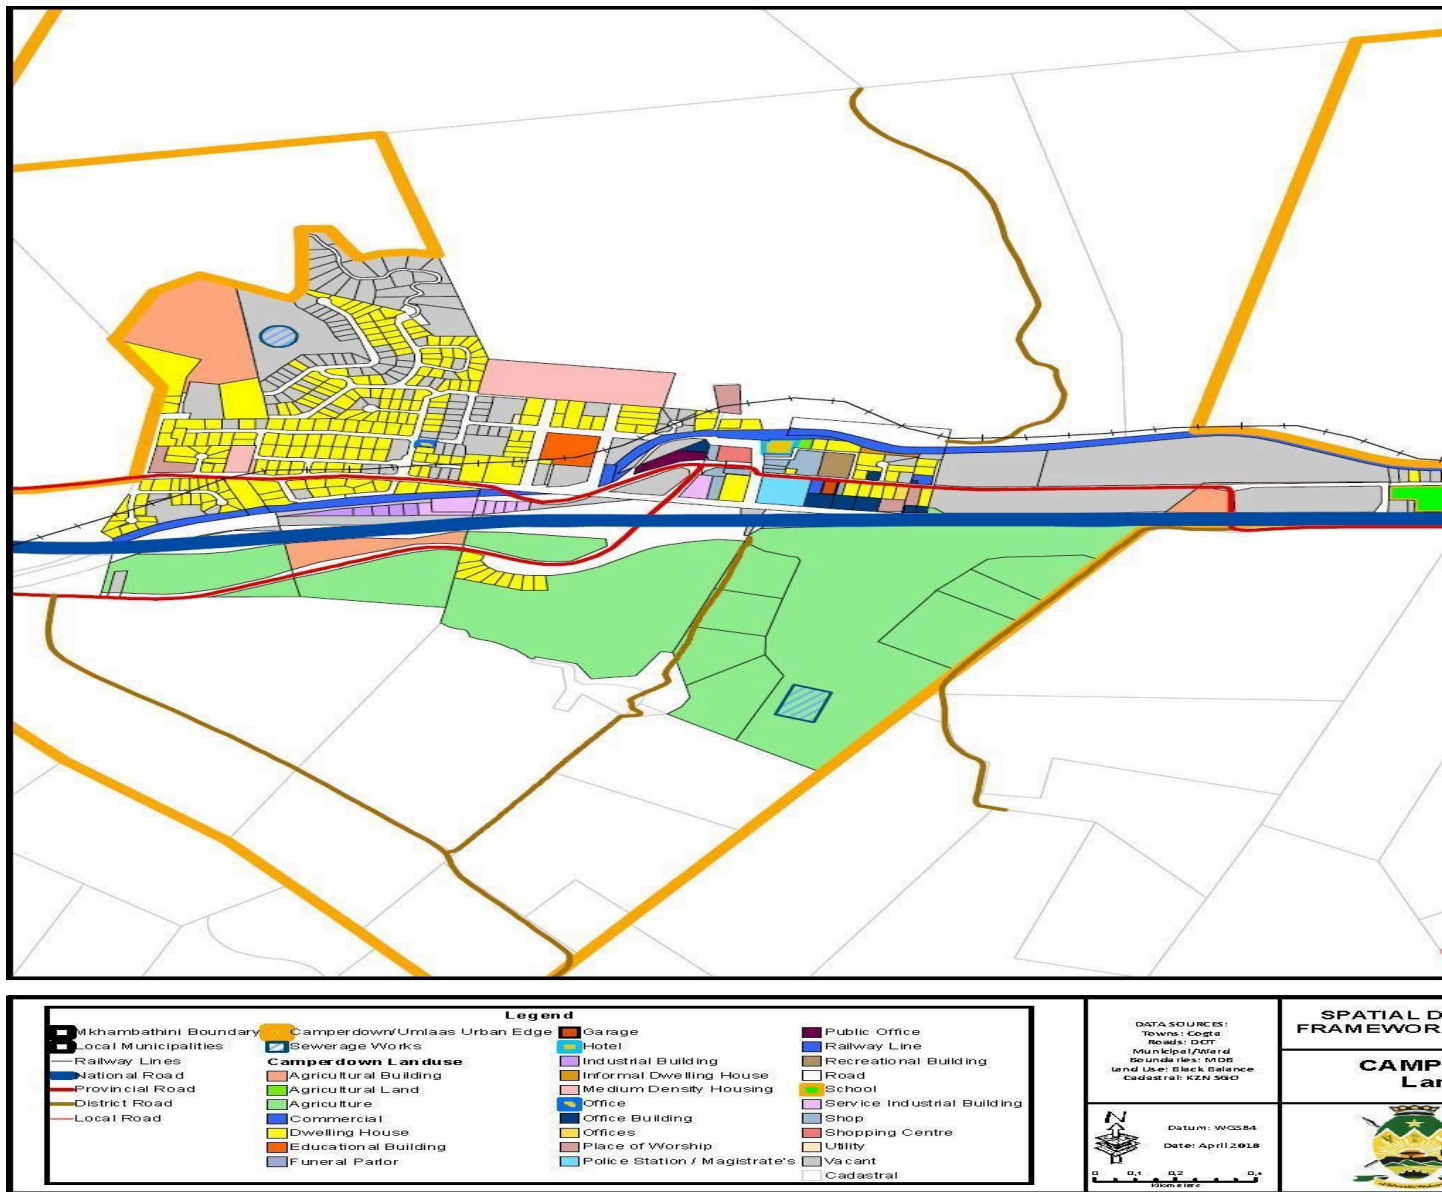 Legend
Mkhambathini Boundary
Local Municipalities
Railway Lines
National Road
Provincial Road
District Road
Local Road
Camperdown/Umlaas Urban Edge
Sewerage Works
Camperdown Landuse
Agricultural Building
Agricultural Land
Agriculture
Commercial
Dwelling House
Educational Building
Funeral Parlor
Garage
Hotel
Industrial Building
Informal Dwelling House
Medium Density Housing
Office
Office Building
Offices
Place of Worship
Police Station / Magistrate's
Public Office
Railway Line
Recreational Building
Road
School
Service Industrial Building
Shop
Shopping Centre
Utility
Vacant
Cadastral
DATA SOURCES:
Towns: Cogta
Roads: DOT
Municipal/Ward
Boundaries: MDB
Land Use: Black Balance
Cadastral: KZN SGO
N
Datum: WGS84
Date: April 2018
0 0,1 0,2 0,4
Kilometers
SPATIAL D
FRAMEWOR
CAMP
Lan